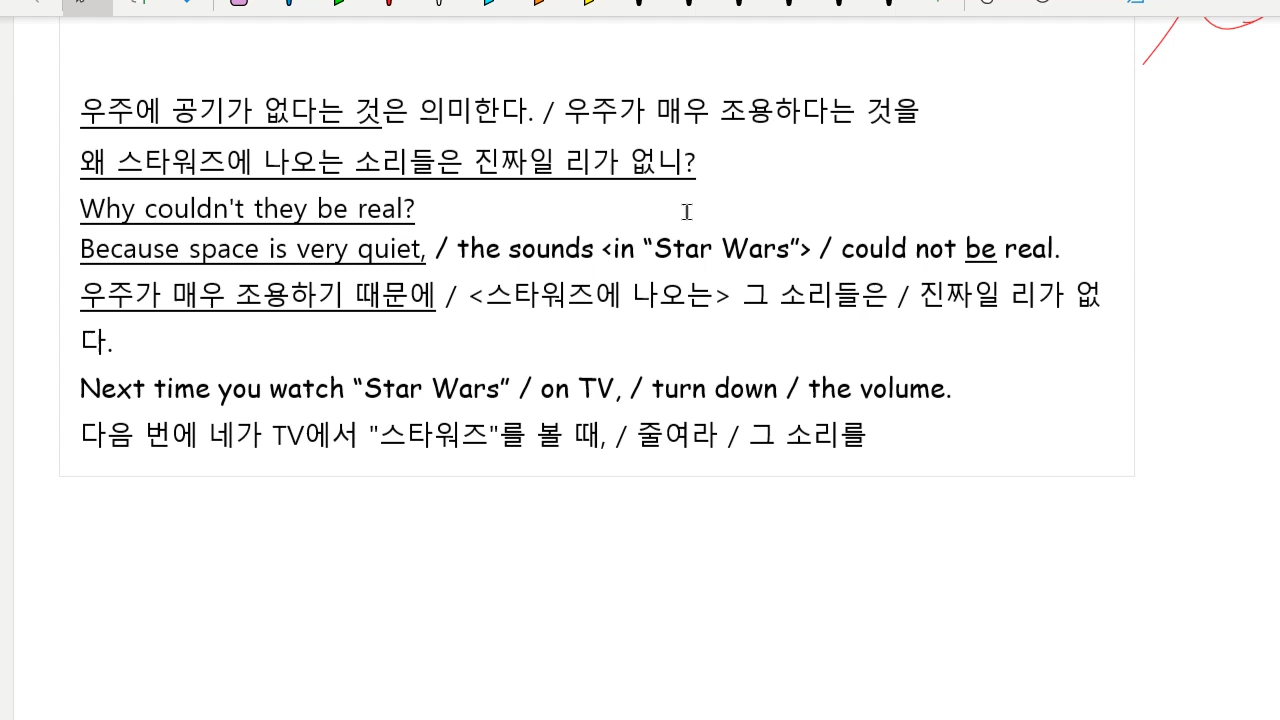 우주에 공기가 없다는 것은 의미한다. / 우주가 매우 조용하다는 것을
왜 스타워즈에 나오는 소리들은 진짜일 리가 없니?
Why couldn't they be real?
Because space is very quiet, / the sounds <in “Star Wars”> / could not be real.
우주가 매우 조용하기 때문에 / <스타워즈에 나오는> 그 소리들은 / 진짜일 리가 없
다.
Next time you watch “Star Wars” / on TV, / turn down / the volume.
다음 번에 네가 TV에서 "스타워즈"를 볼 때, / 줄여라 / 그 소리를